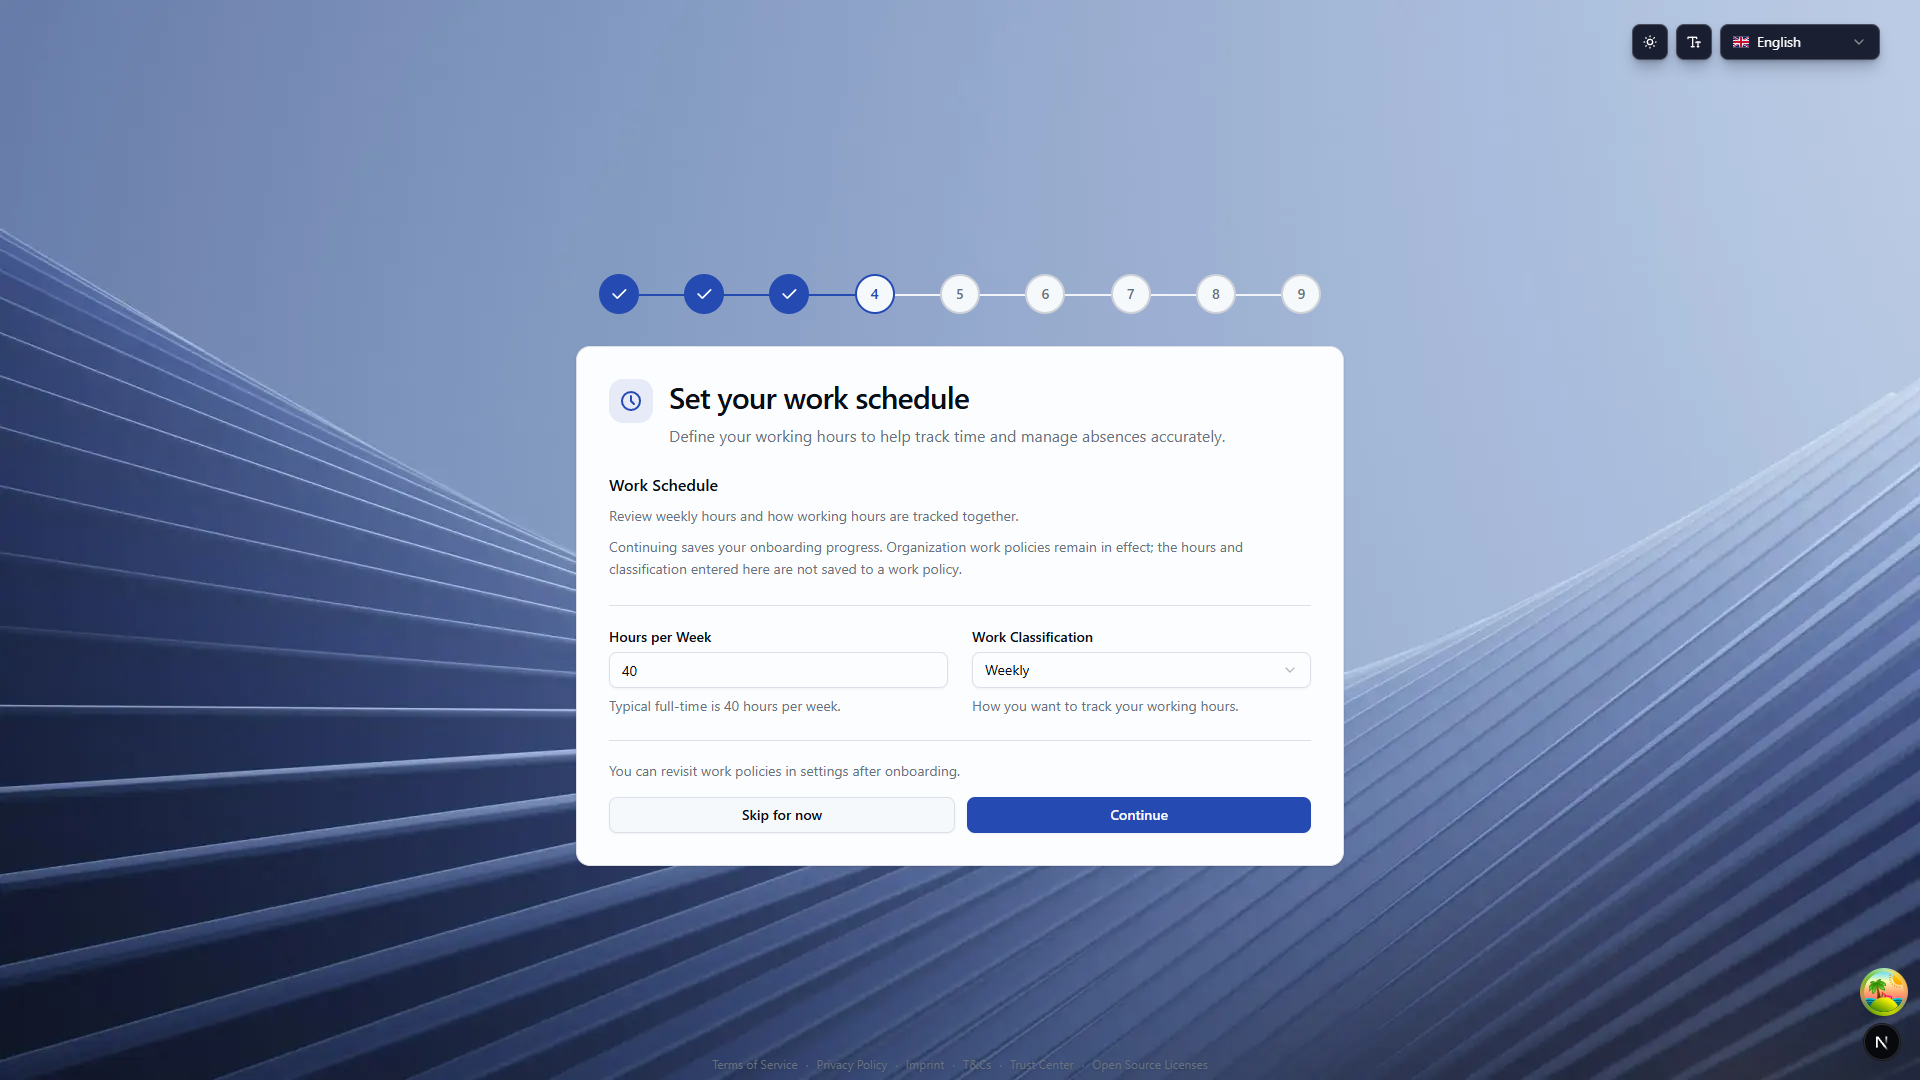 English
4
5
6
7
8
9
Set your work schedule
Define your working hours to help track time and manage absences accurately.
Work Schedule
Review weekly hours and how working hours are tracked together.
Continuing saves your onboarding progress. Organization work policies remain in effect; the hours and
classification entered here are not saved to a work policy.
Hours per Week
Work Classification
40
Weekly
Typical full-time is 40 hours per week.
How you want to track your working hours.
You can revisit work policies in settings after onboarding.
Skip for now
Continue
Terms of Service · Privacy Policy · Imprint · T&Cs · Trust Center · Open Source Licenses